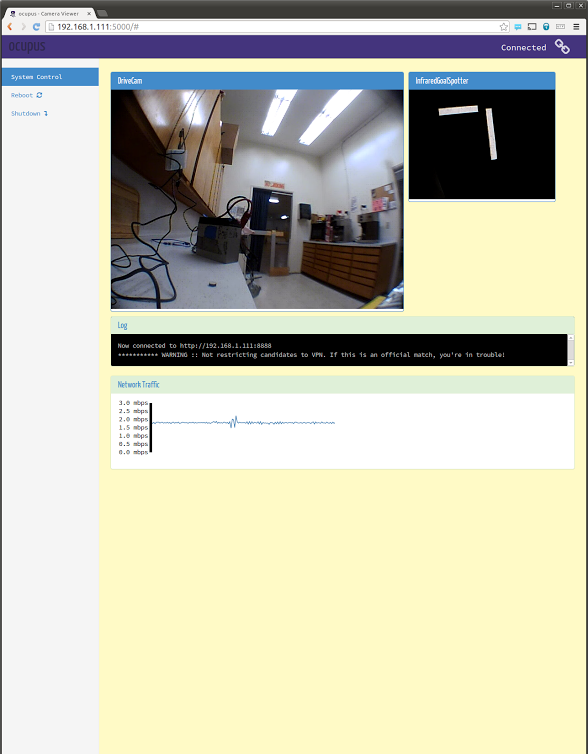 ocupus - Camera Viewer
192.168.1.111:5000/#
ocupus
Connected
System Control
Reboot
Shutdown
DriveCam
InfraredGoalSpotter
Log
Now connected to http://192.168.1.111:8888
*********** WARNING :: Not restricting candidates to VPN. If this is an official match, you're in trouble!
Network Traffic
3.0 mbps
2.5 mbps
2.0 mbps
1.5 mbps
1.0 mbps
0.5 mbps
0.0 mbps